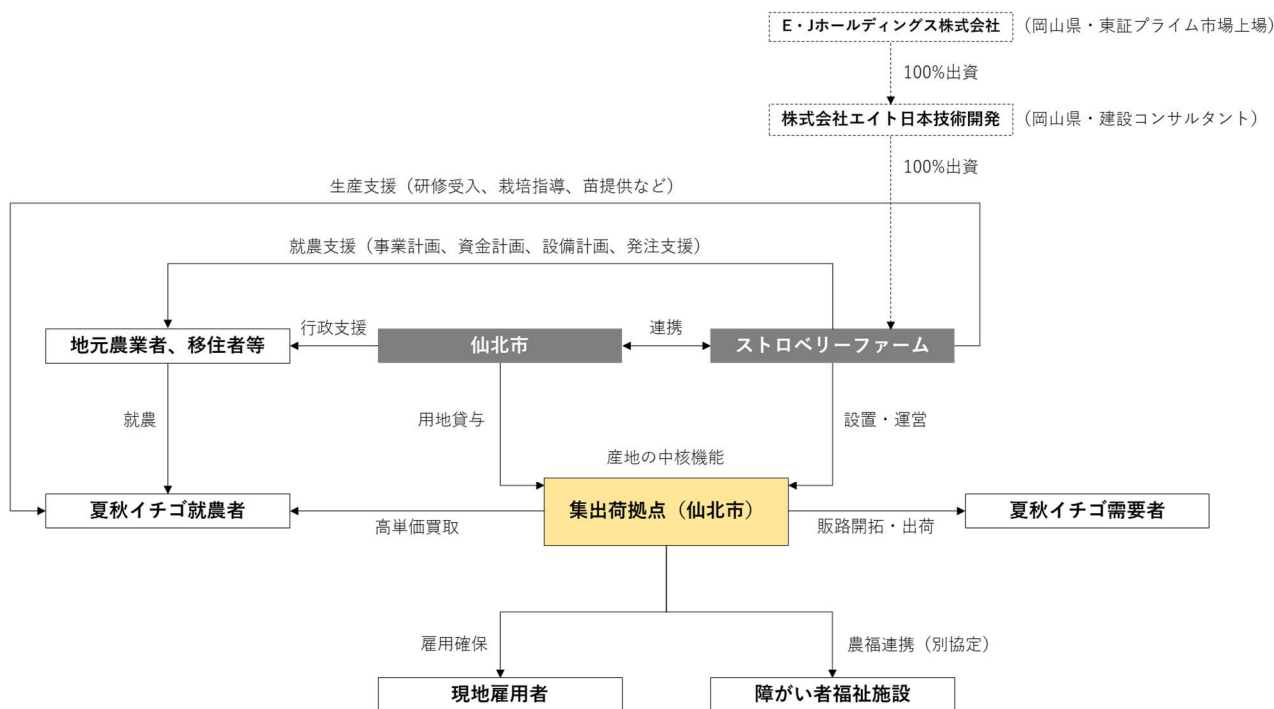 E・Jホールディングス株式会社
（岡山県・東証プライム市場上場）
100%出資
株式会社エイト日本技術開発
（岡山県・建設コンサルタント）
100%出資
生産支援（研修受入、栽培指導、苗提供など）
就農支援（事業計画、資金計画、設備計画、発注支援）
地元農業者、移住者等
行政支援
仙北市
連携
ストロベリーファーム
就農
用地貸与
設置・運営
産地の中核機能
夏秋イチゴ就農者
高単価買取
集出荷拠点（仙北市）
販路開拓・出荷
夏秋イチゴ需要者
雇用確保
農福連携（別協定）
現地雇用者
障がい者福祉施設